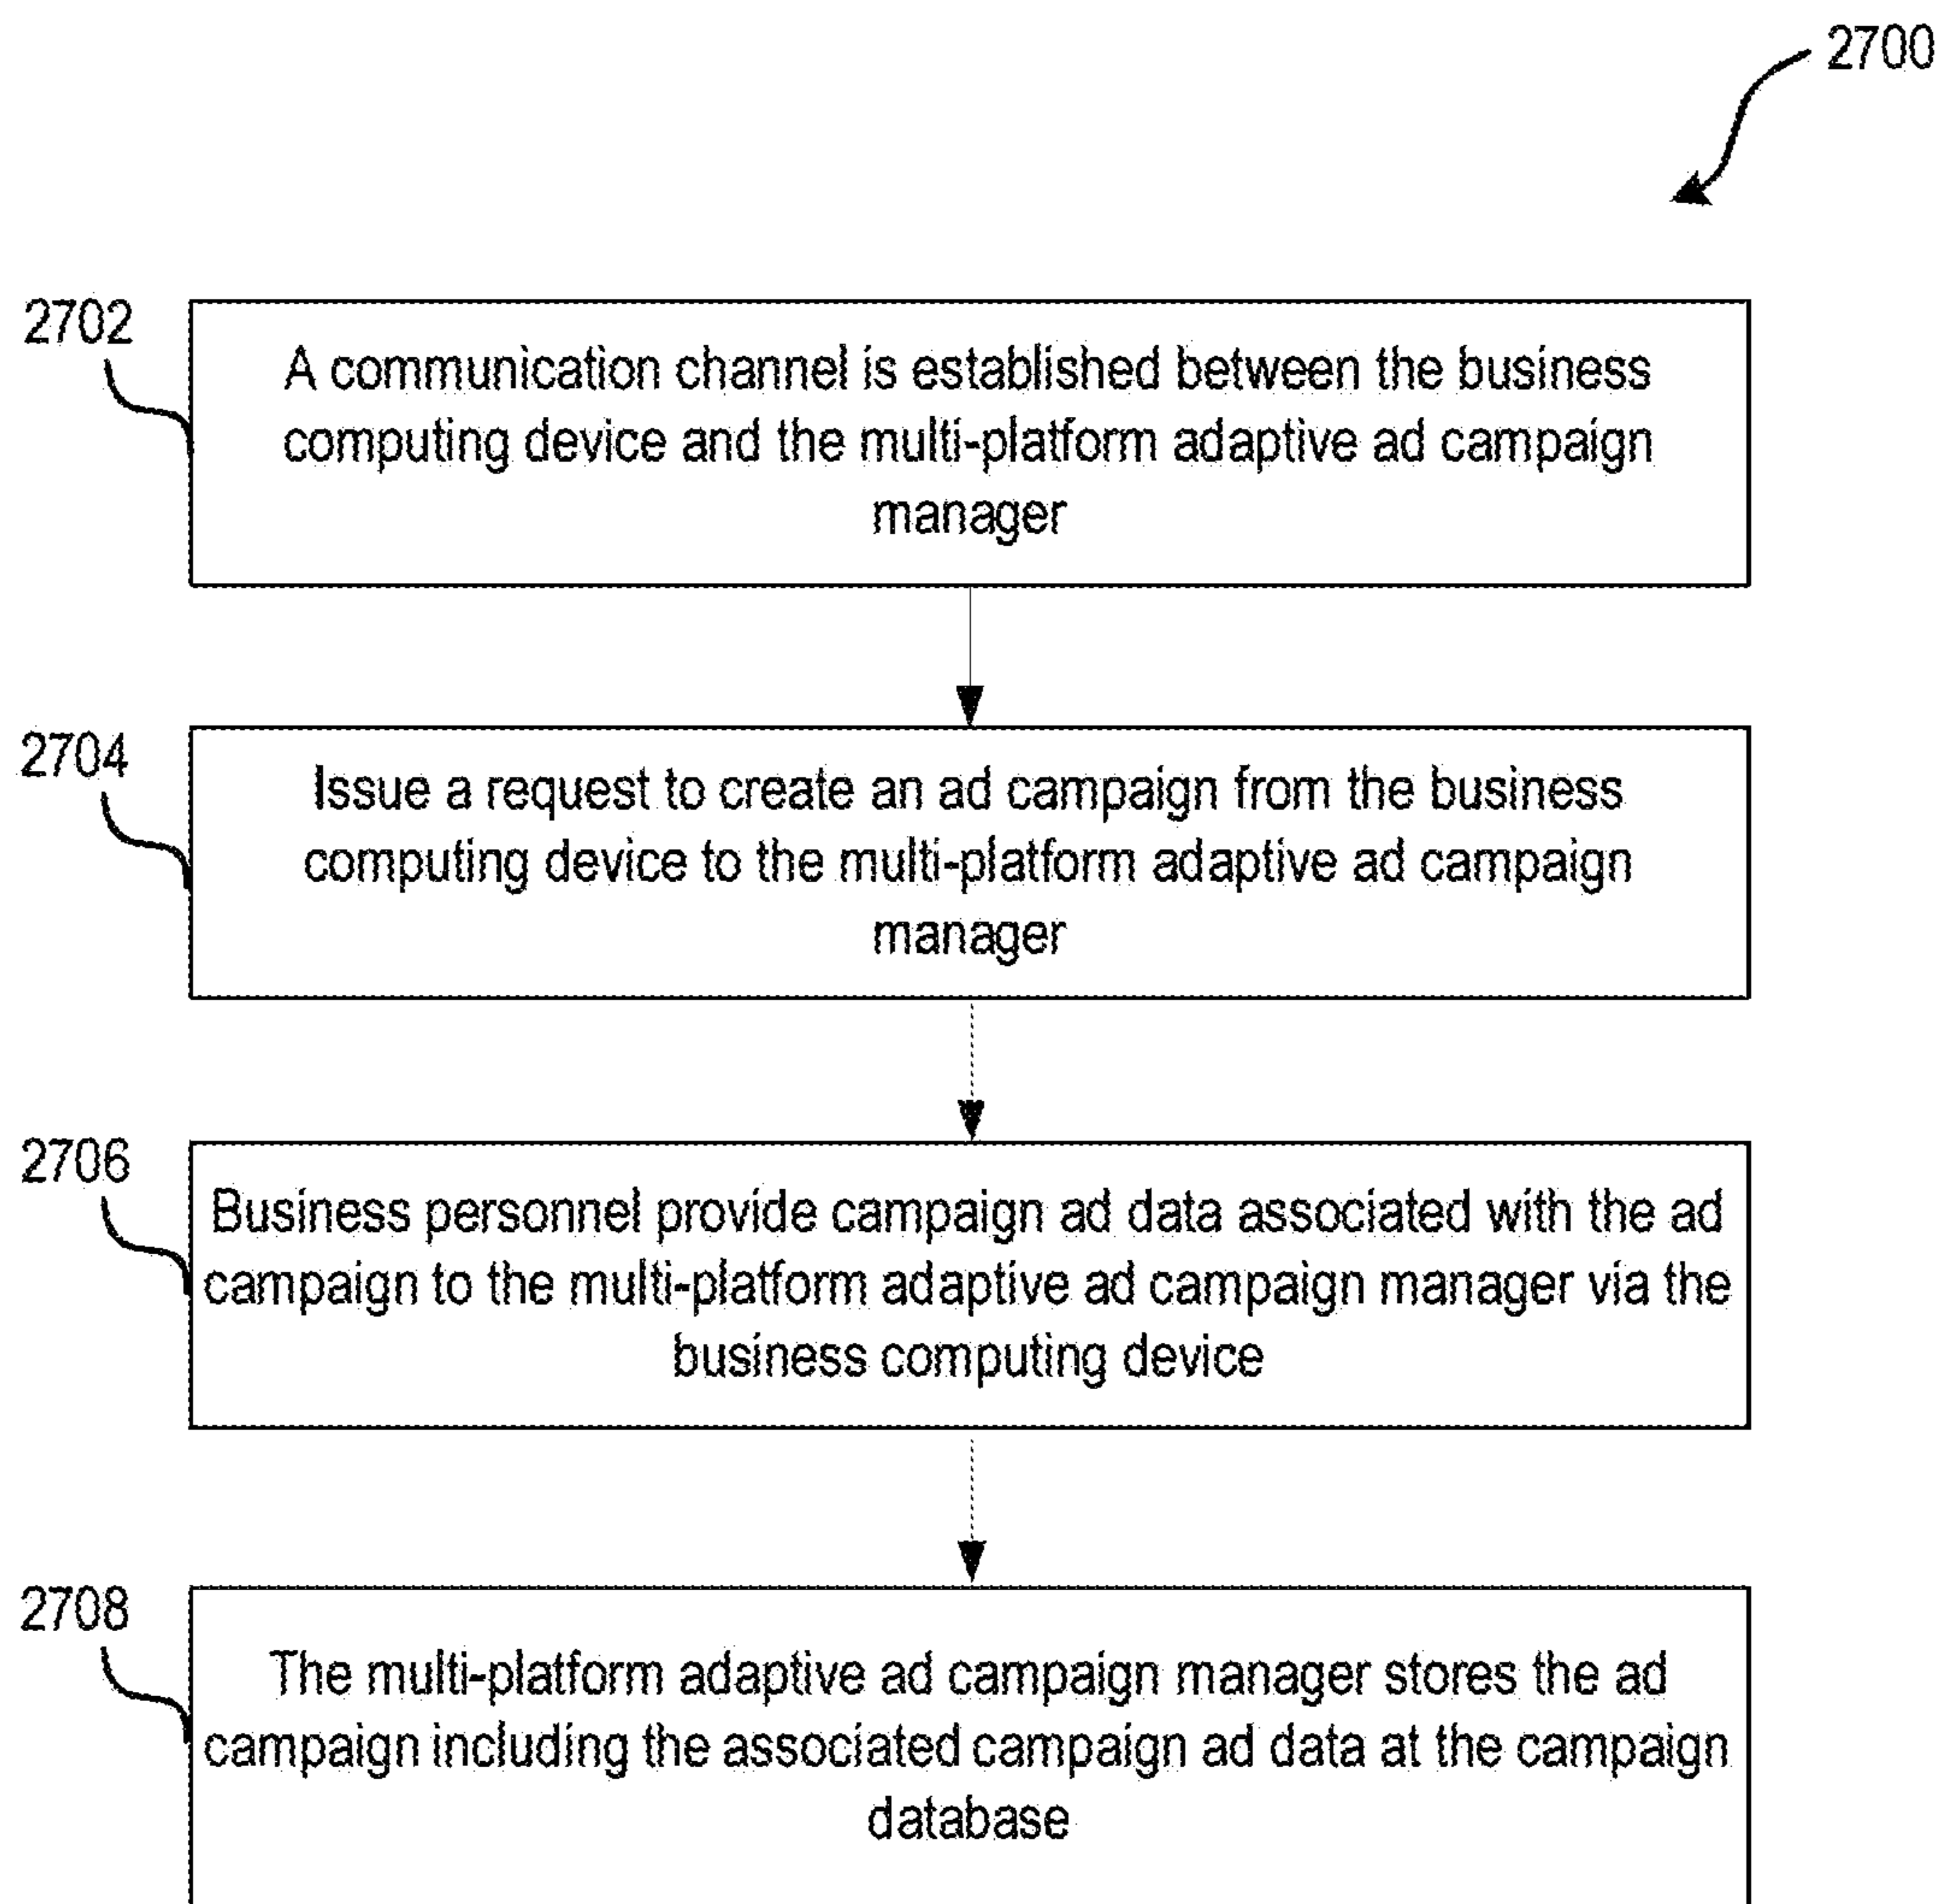 2700
2702
A communication channel is established between the business
computing device and the multi-platform adaptive ad campaign
manager
2704
Issue a request to create an ad campaign from the business
computing device to the multi-platform adaptive ad campaign
manager
2706
Business personnel provide campaign ad data associated with the ad
campaign to the multi-platform adaptive ad campaign manager via the
business computing device
2708
The multi-platform adaptive ad campaign manager stores the ad
campaign including the associated campaign ad data at the campaign
database